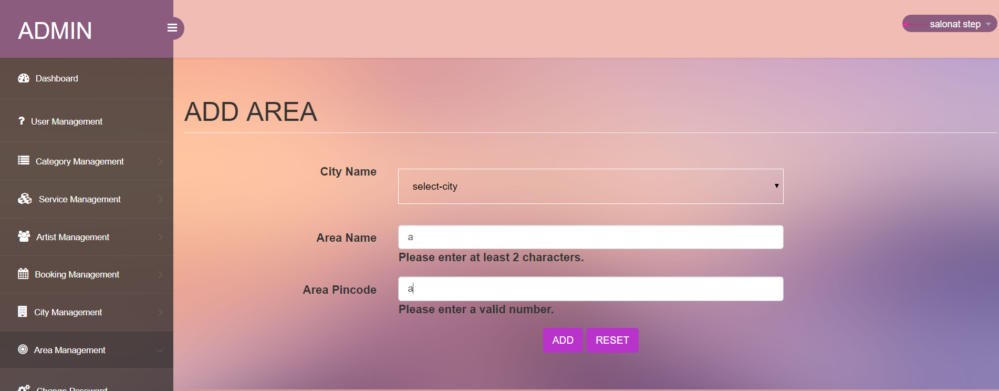 ADMIN
salonat step
Dashboard
User Management
Category Management
Service Management
Artist Management
Booking Management
City Management
Area Management
Change Password
ADD AREA
City Name
select-city
Area Name
a
Please enter at least 2 characters.
Area Pincode
a
Please enter a valid number.
ADD RESET